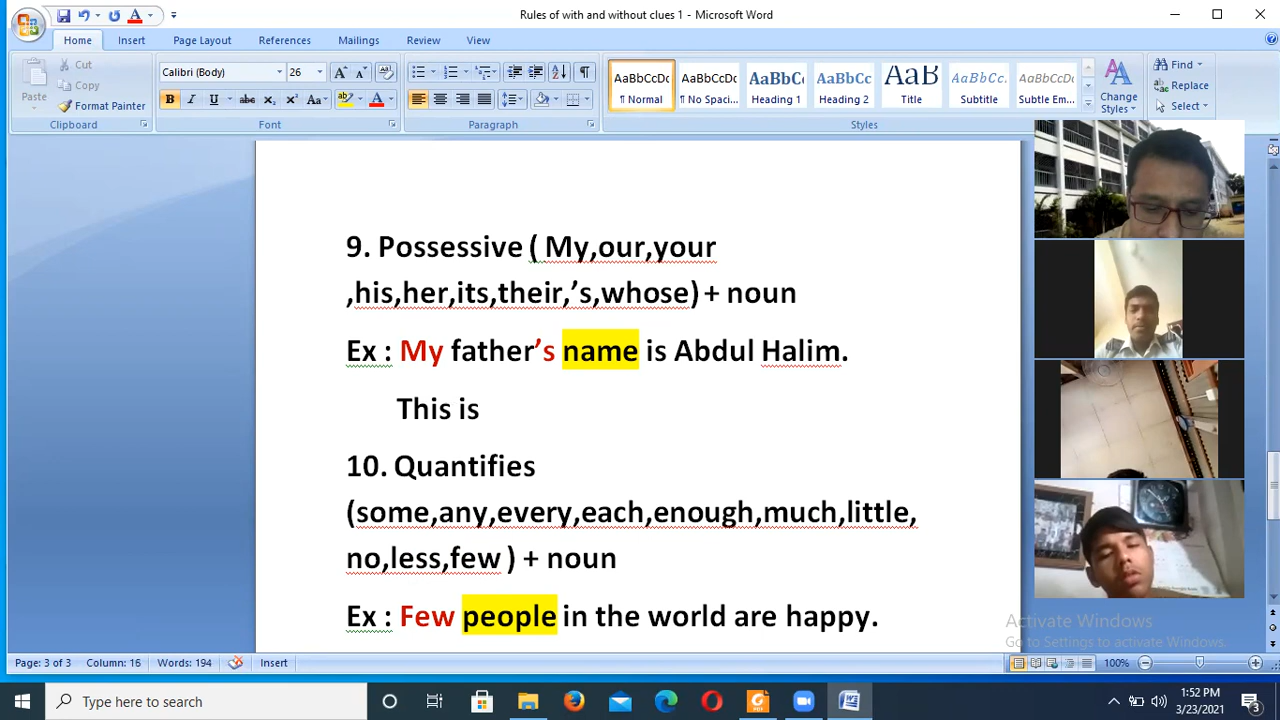 Rules of with and without clues 1 - Microsoft Word
Home Insert Page Layout References Mailings Review View
Paste
Cut
Copy
Format Painter
Clipboard
Calibri (Body) 26
B I U abe X₂ X² Aa
Font
Paragraph
AaBbCcDc AaBbCcDc AaBbC AaBbCc AaB AaBbCc. AaBbCcDc
¶ Normal ¶ No Spaci... Heading 1 Heading 2 Title Subtitle Subtle Em...
Change Styles
Styles
Find
Replace
Select
9. Possessive ( My,our,your
,his,her,its,their,’s,whose) + noun
Ex : My father’s name is Abdul Halim.
This is
10. Quantifies
(some,any,every,each,enough,much,little,
no,less,few ) + noun
Ex : Few people in the world are happy.
Activate Windows
Go to Settings to activate Windows.
Page: 3 of 3 Column: 16 Words: 194 Insert 100%
Type here to search
1:52 PM
3/23/2021
3